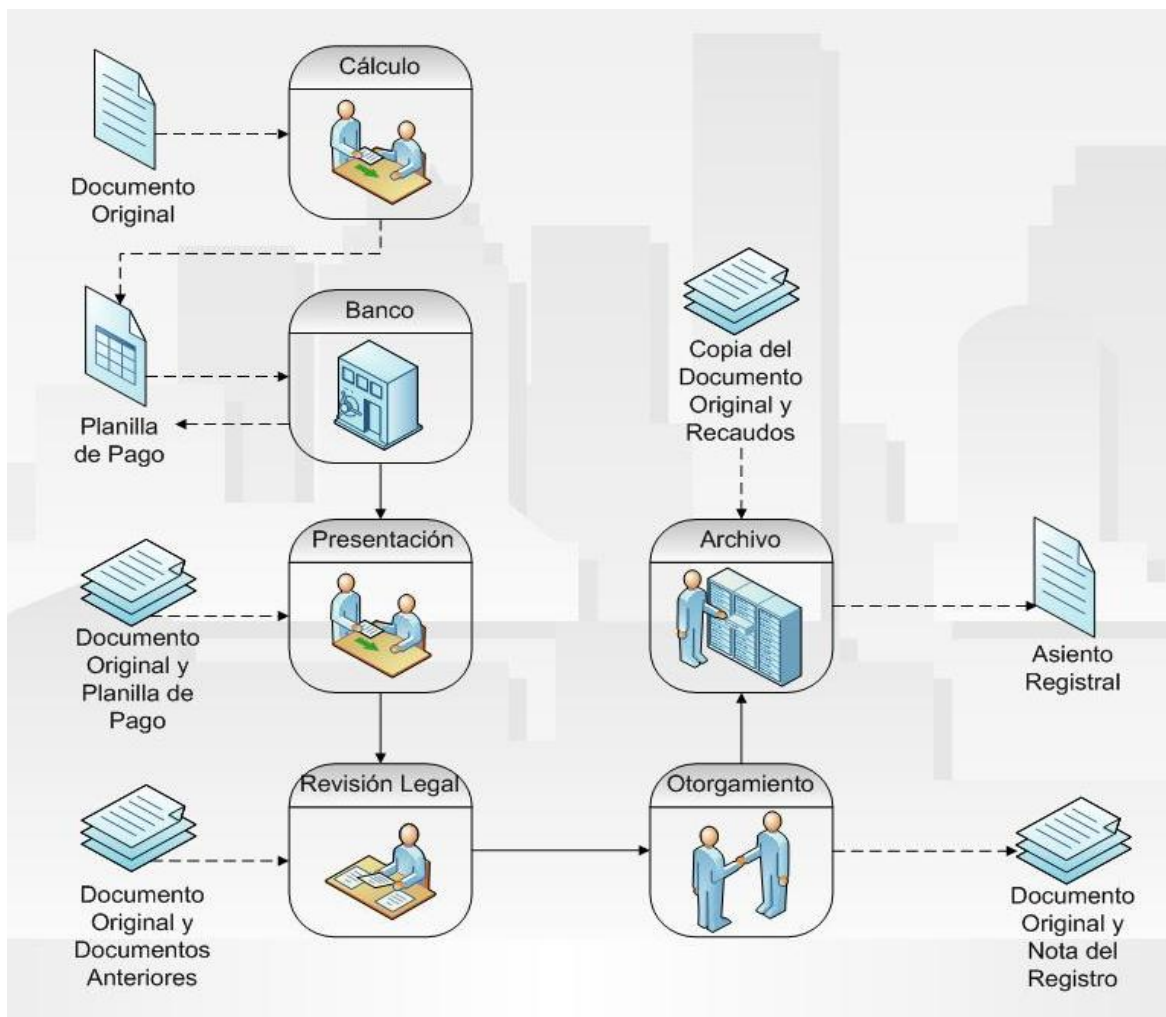 Cálculo
Documento
Original
Banco
Planilla
de Pago
Copia del
Documento
Original y
Recaudos
Presentación
Documento
Original y
Planilla de
Pago
Archivo
Asiento
Registral
Revisión Legal
Documento
Original y
Documentos
Anteriores
Otorgamiento
Documento
Original y
Nota del
Registro